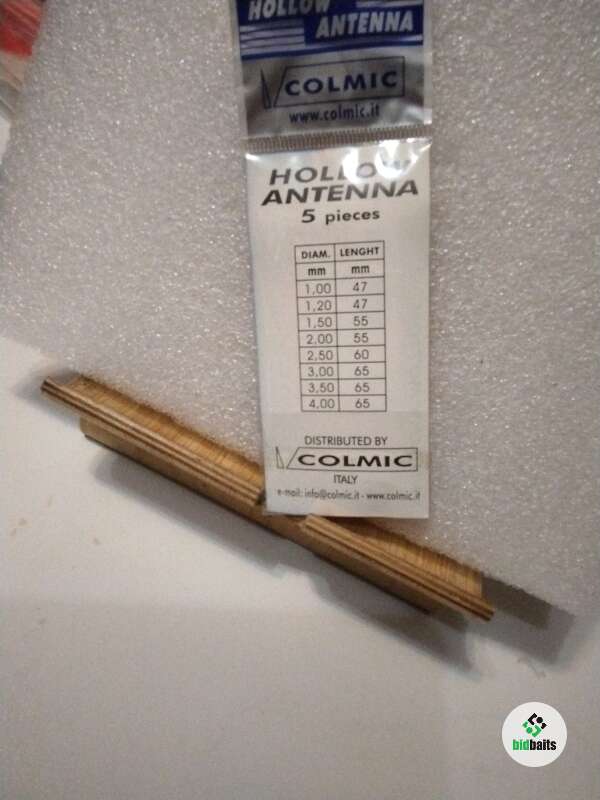 HOLLOW
ANTENNA
COLMIC
www.colmic.it
HOLLOW
ANTENNA
5 pieces
DIAM. LENGHT
mm mm
1,00 47
1,20 47
1,50 55
2,00 55
2,50 60
3,00 65
3,50 65
4,00 65
DISTRIBUTED BY
COLMIC
ITALY
e-mail: info@colmic.it - www.colmic.it
bidbaits